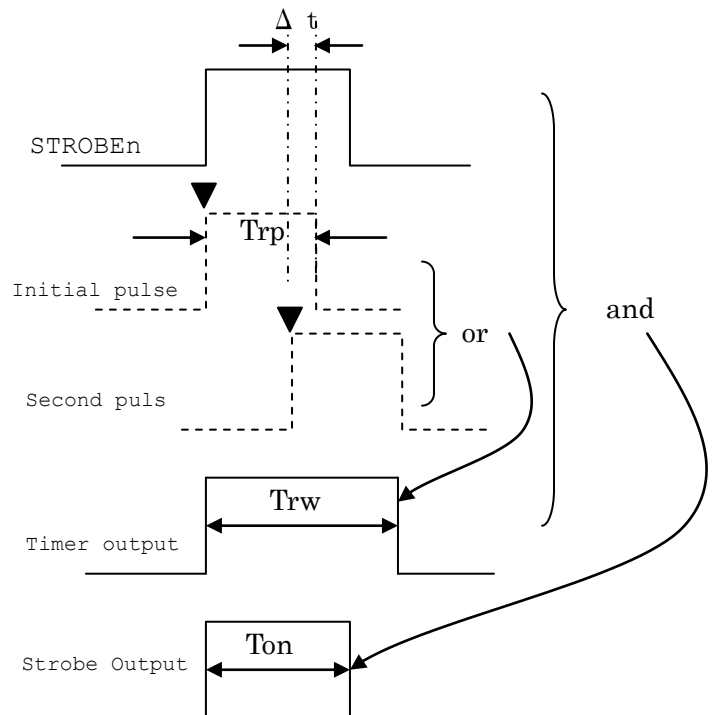 Δ t
STROBEn
Trp
Initial pulse
or
and
Second puls
Trw
Timer output
Ton
Strobe Output